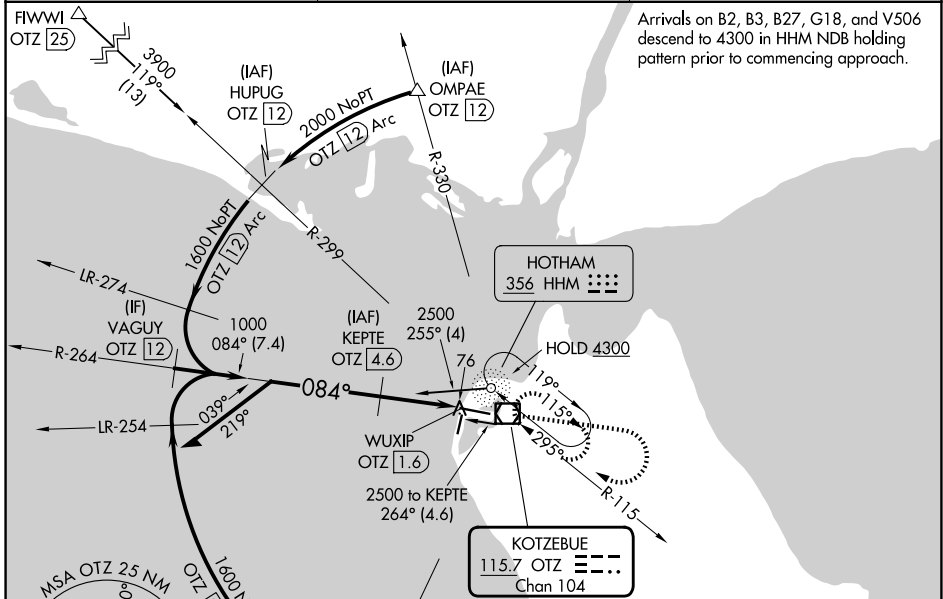 FIWWI
OTZ 25
3900
119°
(13)
(IAF)
HUPUG
OTZ 12
2000 NoPT
OTZ 12 Arc
(IAF)
OMPAE
OTZ 12
Arrivals on B2, B3, B27, G18, and V506
descend to 4300 in HHM NDB holding
pattern prior to commencing approach.
R-330
R-299
1600 NoPT
OTZ 12 Arc
LR-274
HOTHAM
356 HHM
(IF)
VAGUY
OTZ 12
1000
084° (7.4)
(IAF)
KEPTE
OTZ 4.6
2500
255° (4)
76
HOLD 4300
R-264
084°
119°
115°
039°
219°
LR-254
295°
WUXIP
OTZ 1.6
R-115
2500 to KEPTE
264° (4.6)
KOTZEBUE
115.7 OTZ
Chan 104
MSA OTZ 25 NM
1600 N
OTZ